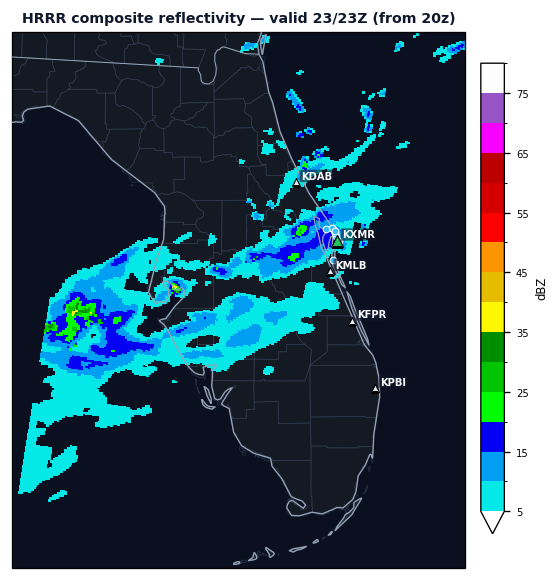 HRRR composite reflectivity — valid 23/23Z (from 20z)
KDAB
KXMR
KMLB
KFPR
KPBI
75
65
55
45
35
25
15
5
dBZ